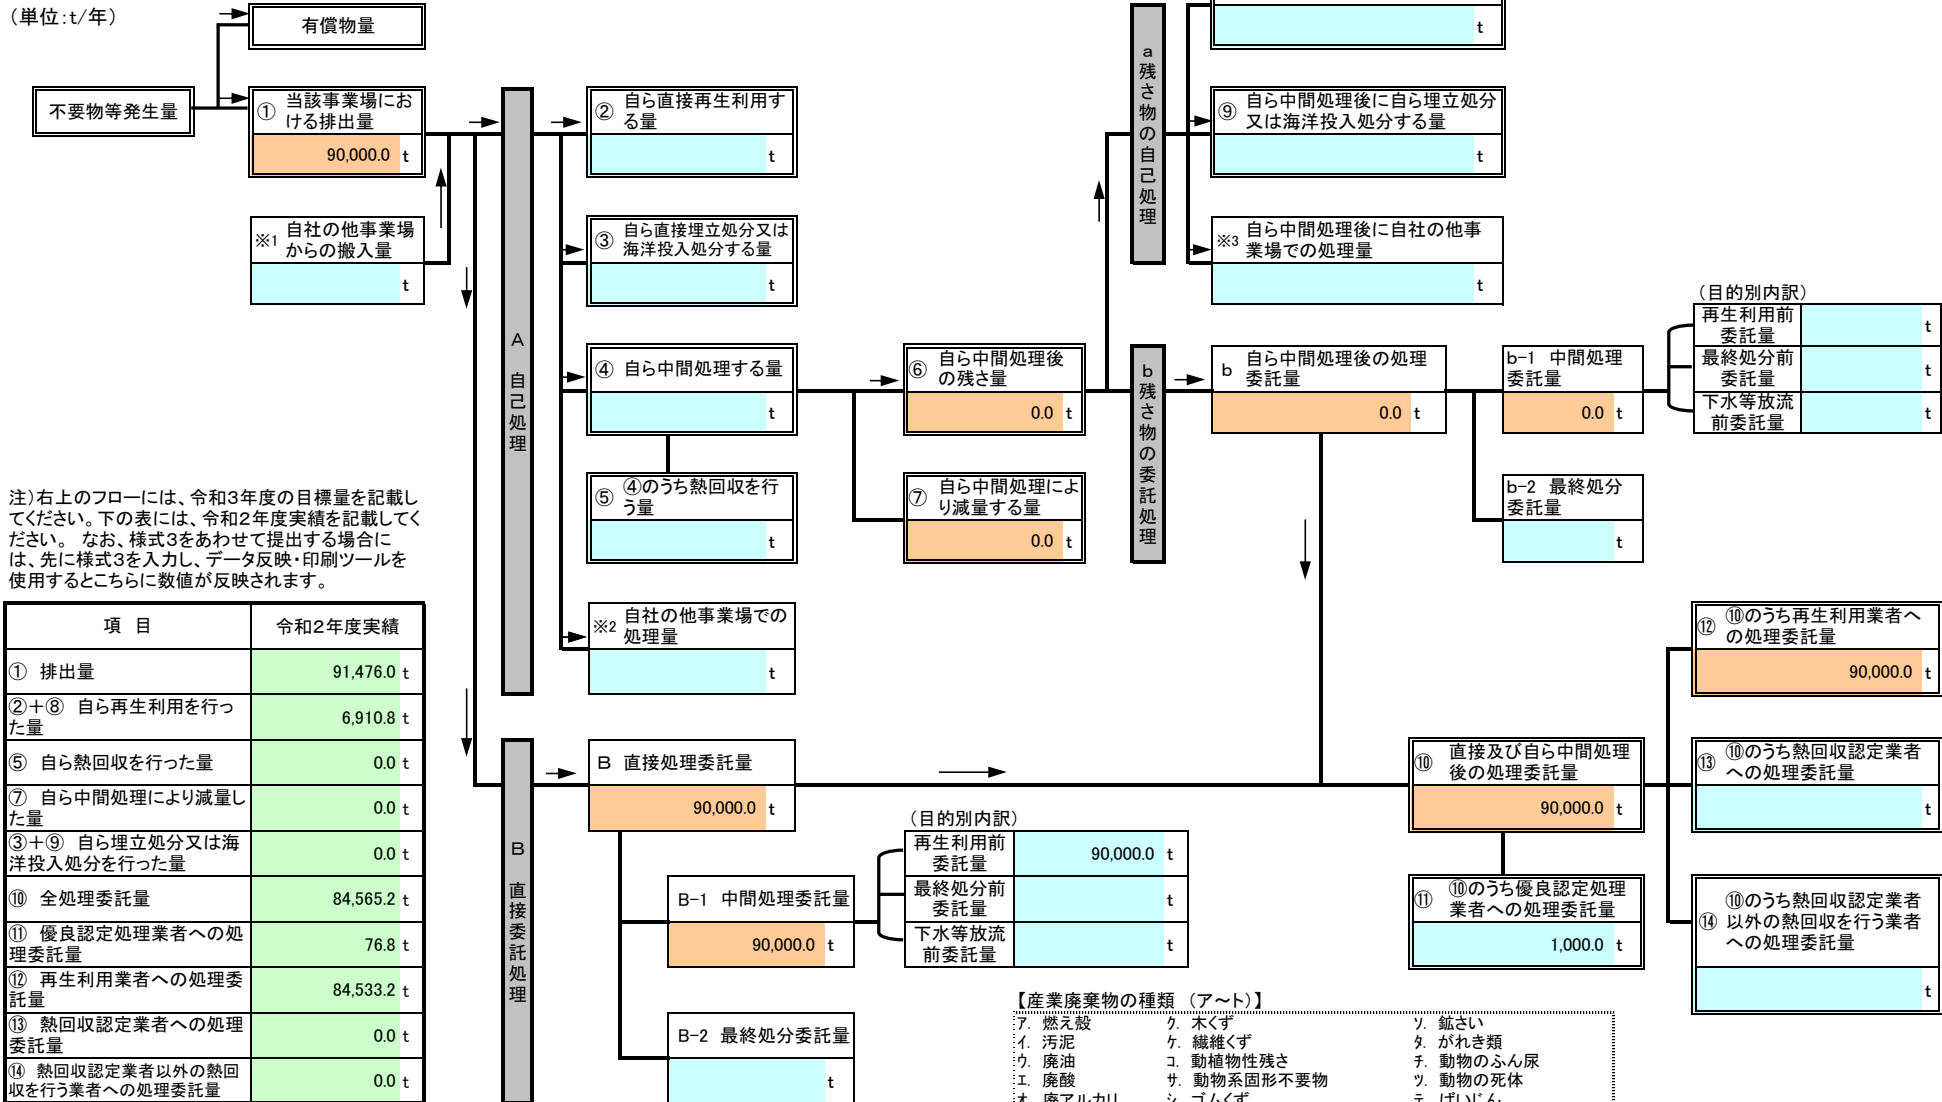 （単位：t/年）
有償物量
不要物等発生量
① 当該事業場にお
ける排出量
90,000.0 t
※1 自社の他事業場
からの搬入量
t
A 自己処理
② 自ら直接再生利用す
る量
t
③ 自ら直接埋立処分又は
海洋投入処分する量
t
④ 自ら中間処理する量
t
⑤ ④のうち熱回収を行
う量
t
※2 自社の他事業場での
処理量
t
⑥ 自ら中間処理後
の残さ量
0.0 t
⑦ 自ら中間処理によ
り減量する量
0.0 t
a 残さ物の自己処理
t
⑨ 自ら中間処理後に自ら埋立処分
又は海洋投入処分する量
t
※3 自ら中間処理後に自社の他事
業場での処理量
t
b 残さ物の委託処理
b 自ら中間処理後の処理
委託量
0.0 t
b-1 中間処理
委託量
0.0 t
b-2 最終処分
委託量
t
（目的別内訳）
再生利用前
委託量
t
最終処分前
委託量
t
下水等放流
前委託量
t
注）右上のフローには、令和3年度の目標量を記載し
てください。下の表には、令和2年度実績を記載してく
ださい。 なお、様式3をあわせて提出する場合に
は、先に様式3を入力し、データ反映・印刷ツールを
使用するとこちらに数値が反映されます。
項 目 令和2年度実績
① 排出量 91,476.0 t
②＋⑧ 自ら再生利用を行っ
た量 6,910.8 t
⑤ 自ら熱回収を行った量 0.0 t
⑦ 自ら中間処理により減量し
た量 0.0 t
③＋⑨ 自ら埋立処分又は海
洋投入処分を行った量 0.0 t
⑩ 全処理委託量 84,565.2 t
⑪ 優良認定処理業者への処
理委託量 76.8 t
⑫ 再生利用業者への処理委
託量 84,533.2 t
⑬ 熱回収認定業者への処理
委託量 0.0 t
⑭ 熱回収認定業者以外の熱回
収を行う業者への処理委託量 0.0 t
B 直接委託処理
B 直接処理委託量
90,000.0 t
B-1 中間処理委託量
90,000.0 t
B-2 最終処分委託量
t
（目的別内訳）
再生利用前
委託量
90,000.0 t
最終処分前
委託量
t
下水等放流
前委託量
t
⑩ 直接及び自ら中間処理
後の処理委託量
90,000.0 t
⑪ ⑩のうち優良認定処理
業者への処理委託量
1,000.0 t
⑫ ⑩のうち再生利用業者へ
の処理委託量
90,000.0 t
⑬ ⑩のうち熱回収認定業者
への処理委託量
t
⑭ ⑩のうち熱回収認定業者
以外の熱回収を行う業者
への処理委託量
t
【産業廃棄物の種類 （ア～ト）】
ア. 燃え殻 ク. 木くず ソ. 鉱さい
イ. 汚泥 ケ. 繊維くず タ. がれき類
ウ. 廃油 コ. 動植物性残さ チ. 動物のふん尿
エ. 廃酸 サ. 動物系固形不要物 ツ. 動物の死体
オ. 廃アルカリ シ. ゴムくず テ. ばいじん